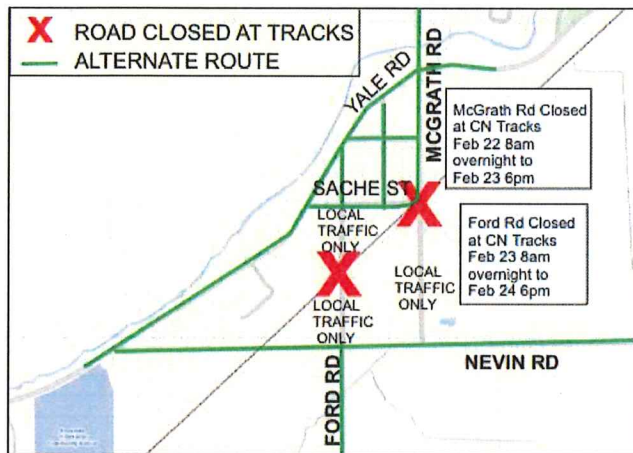 X ROAD CLOSED AT TRACKS
ALTERNATE ROUTE
YALE RD
MCGRATH RD
McGrath Rd Closed
at CN Tracks
Feb 22 8am
overnight to
Feb 23 6pm
SACHE ST
X
LOCAL
TRAFFIC
ONLY
Ford Rd Closed
at CN Tracks
Feb 23 8am
overnight to
Feb 24 6pm
X
LOCAL
TRAFFIC
ONLY
LOCAL
TRAFFIC
ONLY
NEVIN RD
FORD RD